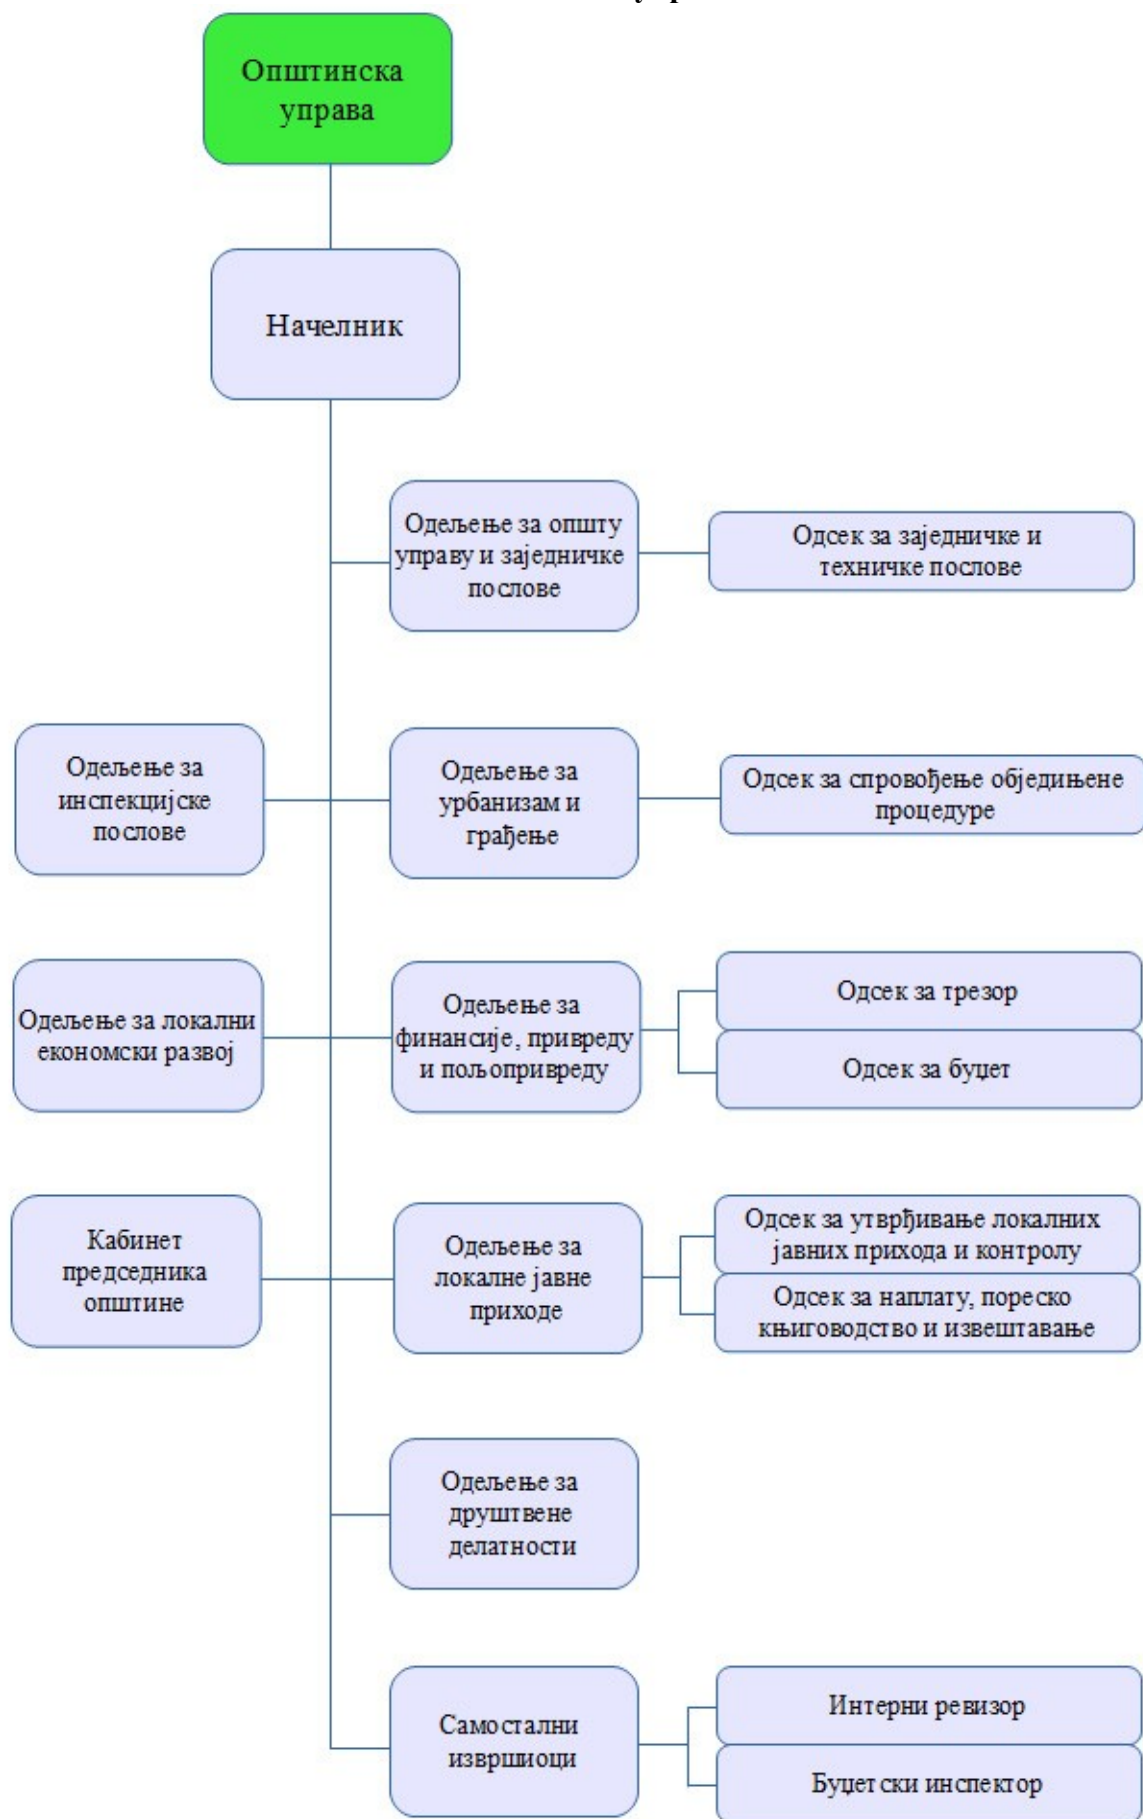 Општинска
управа
Начелник
Одељење за општу
управу и заједничке
послове
Одсек за заједничке и
техничке послове
Одељење за
инспекцијске
послове
Одељење за
урбанизам и
грађење
Одсек за спровођење обједињене
процедуре
Одељење за локални
економски развој
Одељење за
финансије, привреду
и пољопривреду
Одсек за трезор
Одсек за буџет
Кабинет
председника
општине
Одељење за
локалне јавне
приходе
Одсек за утврђивање локалних
јавних прихода и контролу
Одсек за наплату, пореско
књиговодство и извештавање
Одељење за
друштвене
делатности
Самостални
извршиоци
Интерни ревизор
Буџетски инспектор